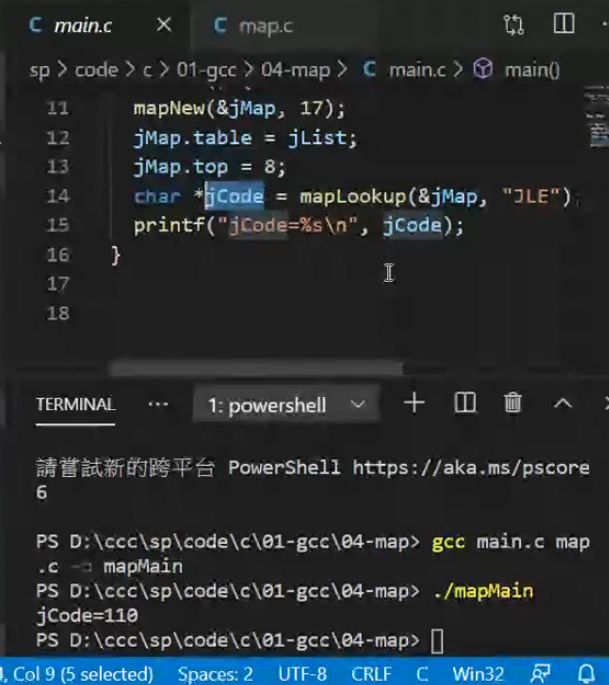 main.c
map.c
sp > code > c > 01-gcc > 04-map > C main.c > main()
11 mapNew(&jMap, 17);
12 jMap.table = jList;
13 jMap.top = 8;
14 char *jCode = mapLookup(&jMap, "JLE")
15 printf("jCode=%s\n", jCode);
16 }
17
18
TERMINAL ··· 1: powershell
請嘗試新的跨平台 PowerShell https://aka.ms/pscore
6
PS D:\ccc\sp\code\c\01-gcc\04-map> gcc main.c map
.c -o mapMain
PS D:\ccc\sp\code\c\01-gcc\04-map> ./mapMain
jCode=110
PS D:\ccc\sp\code\c\01-gcc\04-map>
4, Col 9 (5 selected) Spaces: 2 UTF-8 CRLF C Win32